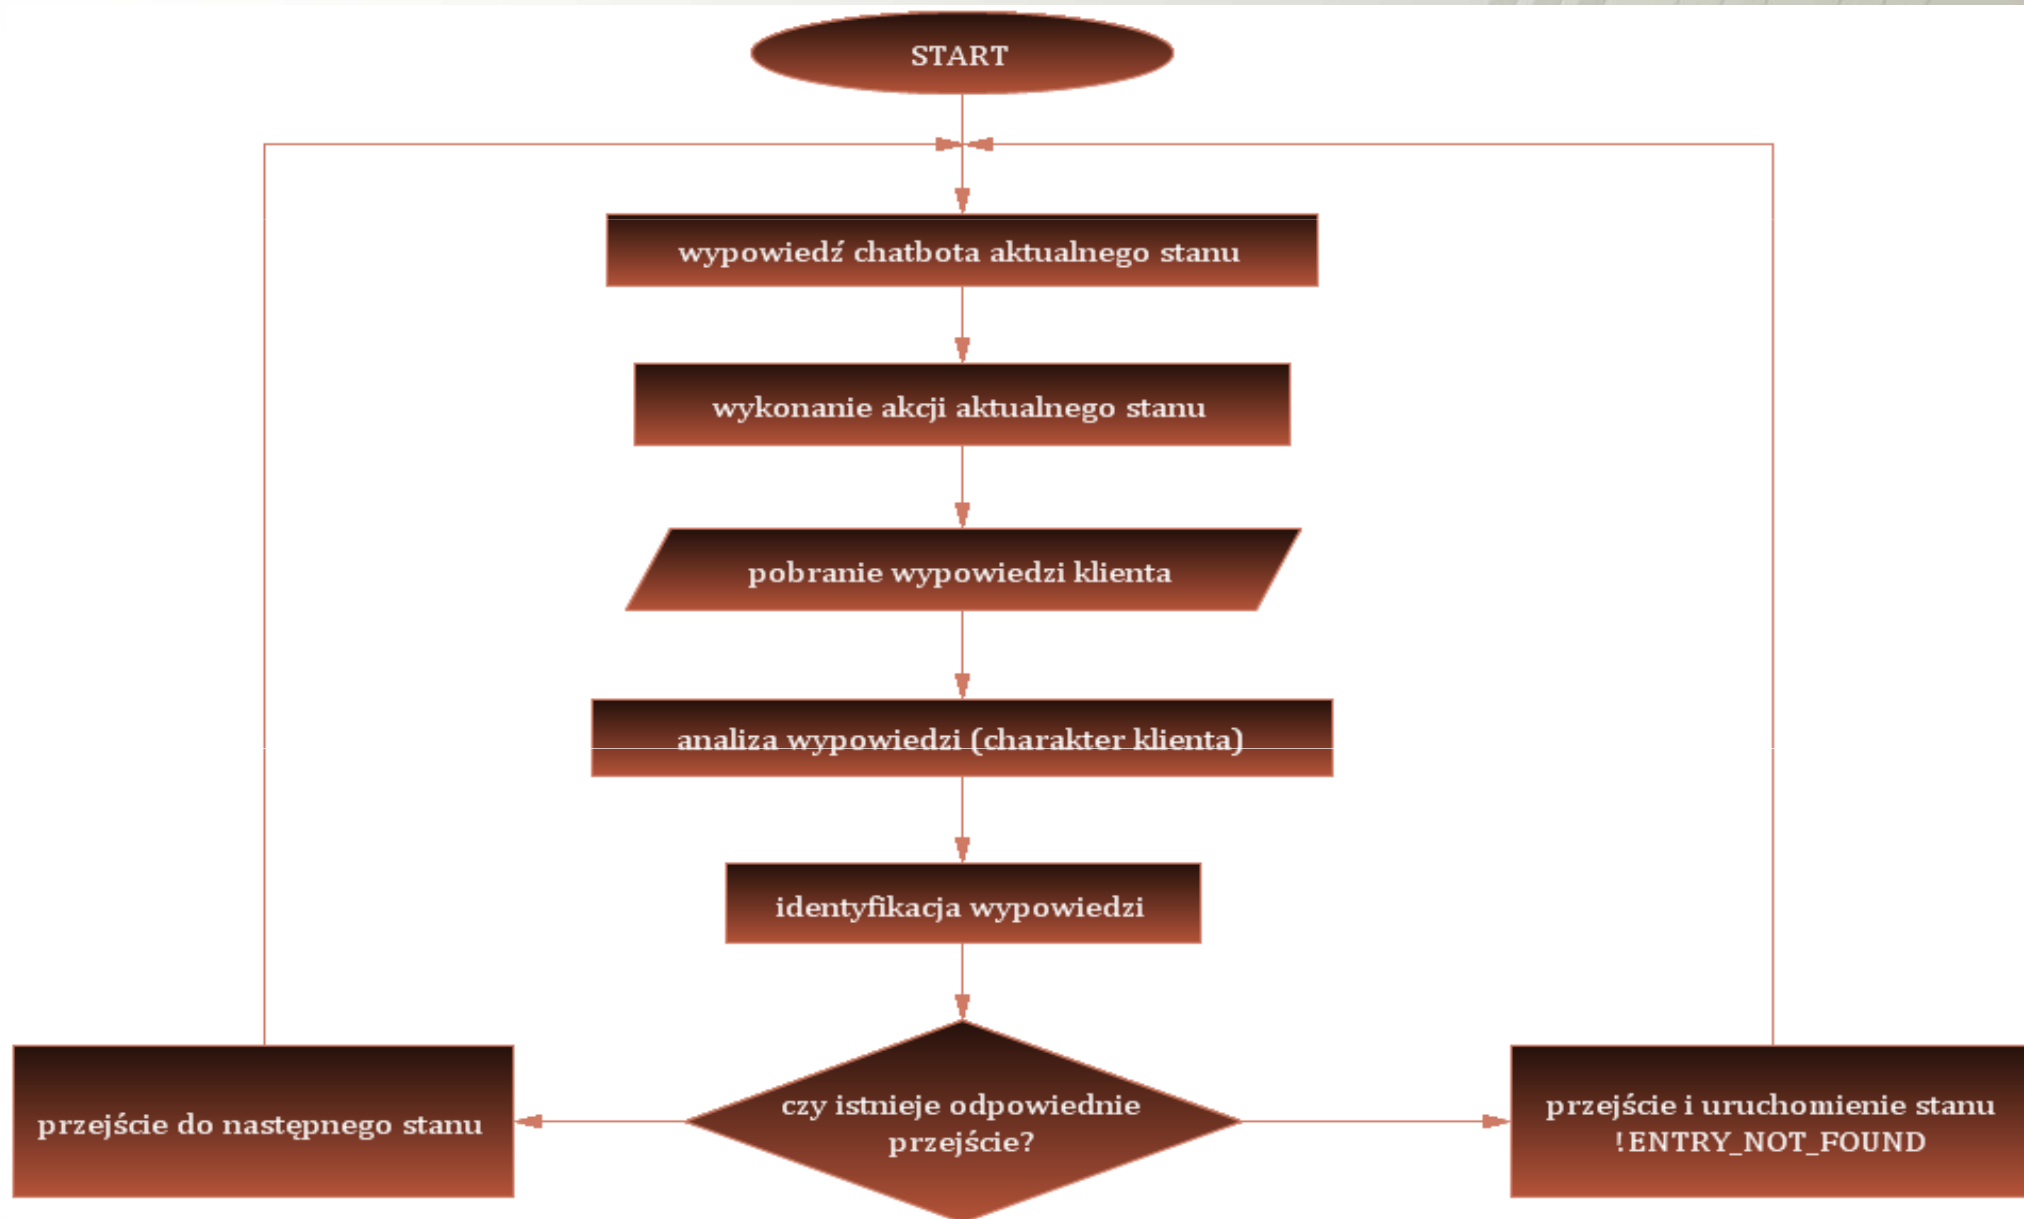 START
wypowiedź chatbota aktualnego stanu
wykonanie akcji aktualnego stanu
pobranie wypowiedzi klienta
analiza wypowiedzi (charakter klienta)
identyfikacja wypowiedzi
czy istnieje odpowiednie
przejście?
przejście do następnego stanu
przejście i uruchomienie stanu
!ENTRY_NOT_FOUND